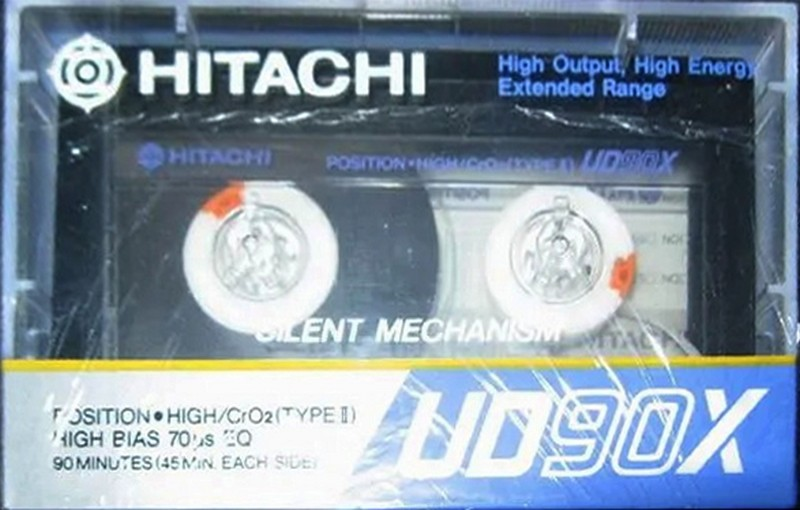 HITACHI
High Output, High Energy
Extended Range
HITACHI POSITION•HIGH/CrO2(TYPE II) UD90X
SILENT MECHANISM
HITACHI
POSITION•HIGH/CrO2(TYPE II)
HIGH BIAS 70μs EQ
90 MINUTES (45 MIN. EACH SIDE)
UD90X